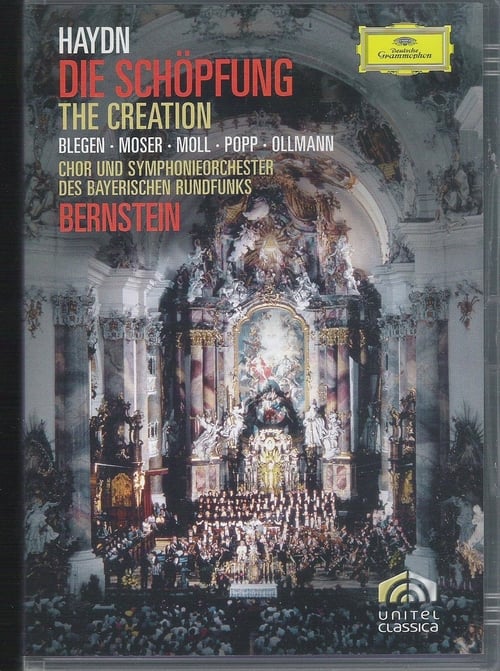 HAYDN
DIE SCHÖPFUNG
THE CREATION
BLEGEN · MOSER · MOLL · POPP · OLLMANN
CHOR UND SYMPHONIEORCHESTER
DES BAYERISCHEN RUNDFUNKS
BERNSTEIN
Deutsche
Grammophon
UNITEL
CLASSICA